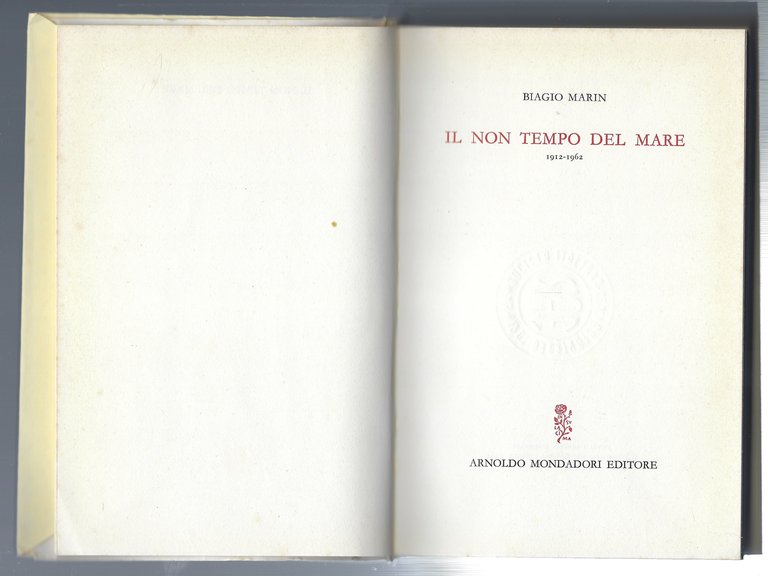 BIAGIO MARIN
IL NON TEMPO DEL MARE
1912-1962
ARNOLDO MONDADORI EDITORE